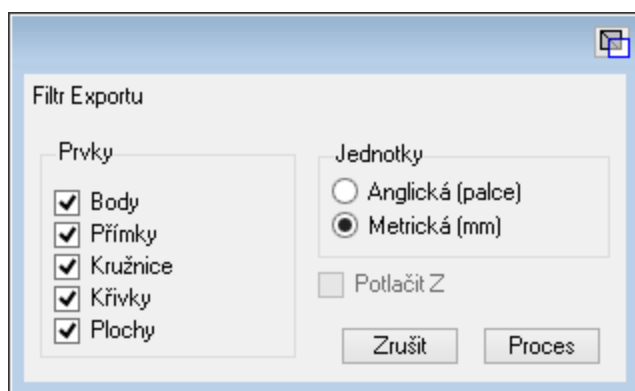 Filtr Exportu
Prvky
Body
Přímky
Kružnice
Křivky
Plochy
Jednotky
Anglická (palce)
Metrická (mm)
Potlačit Z
Zrušit
Proces